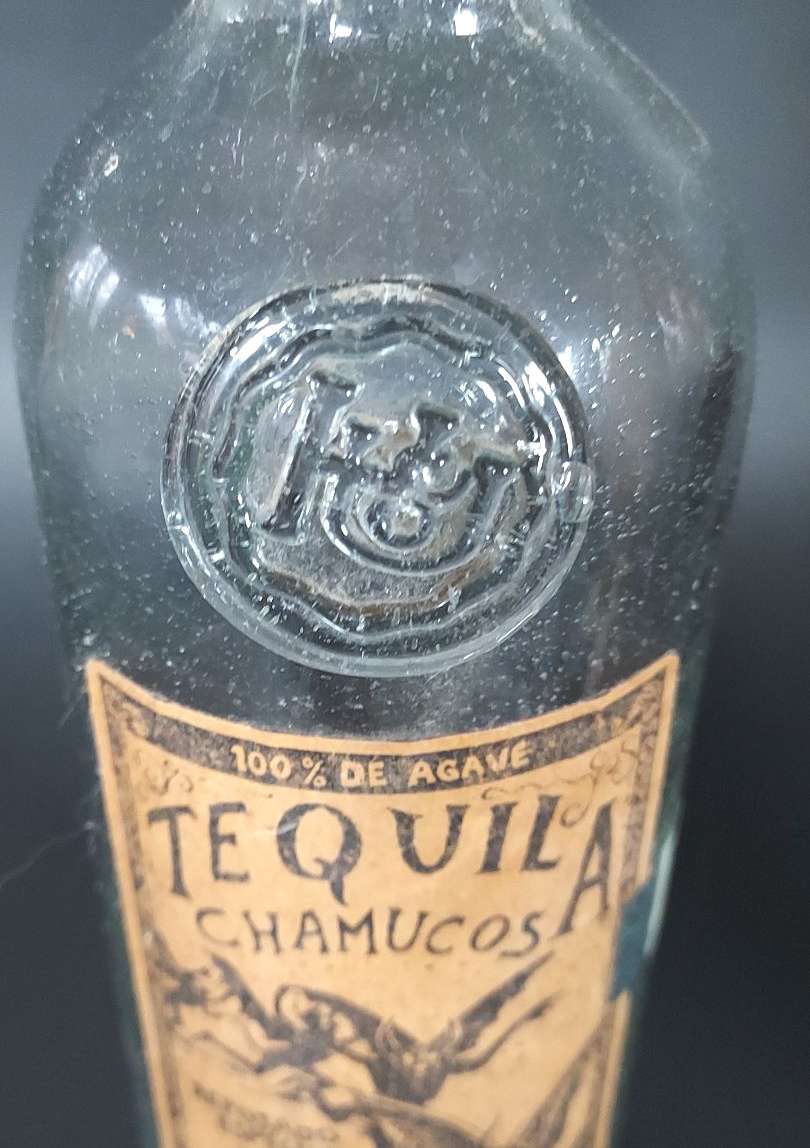 100% DE AGAVE
TEQUILA
CHAMUCOS